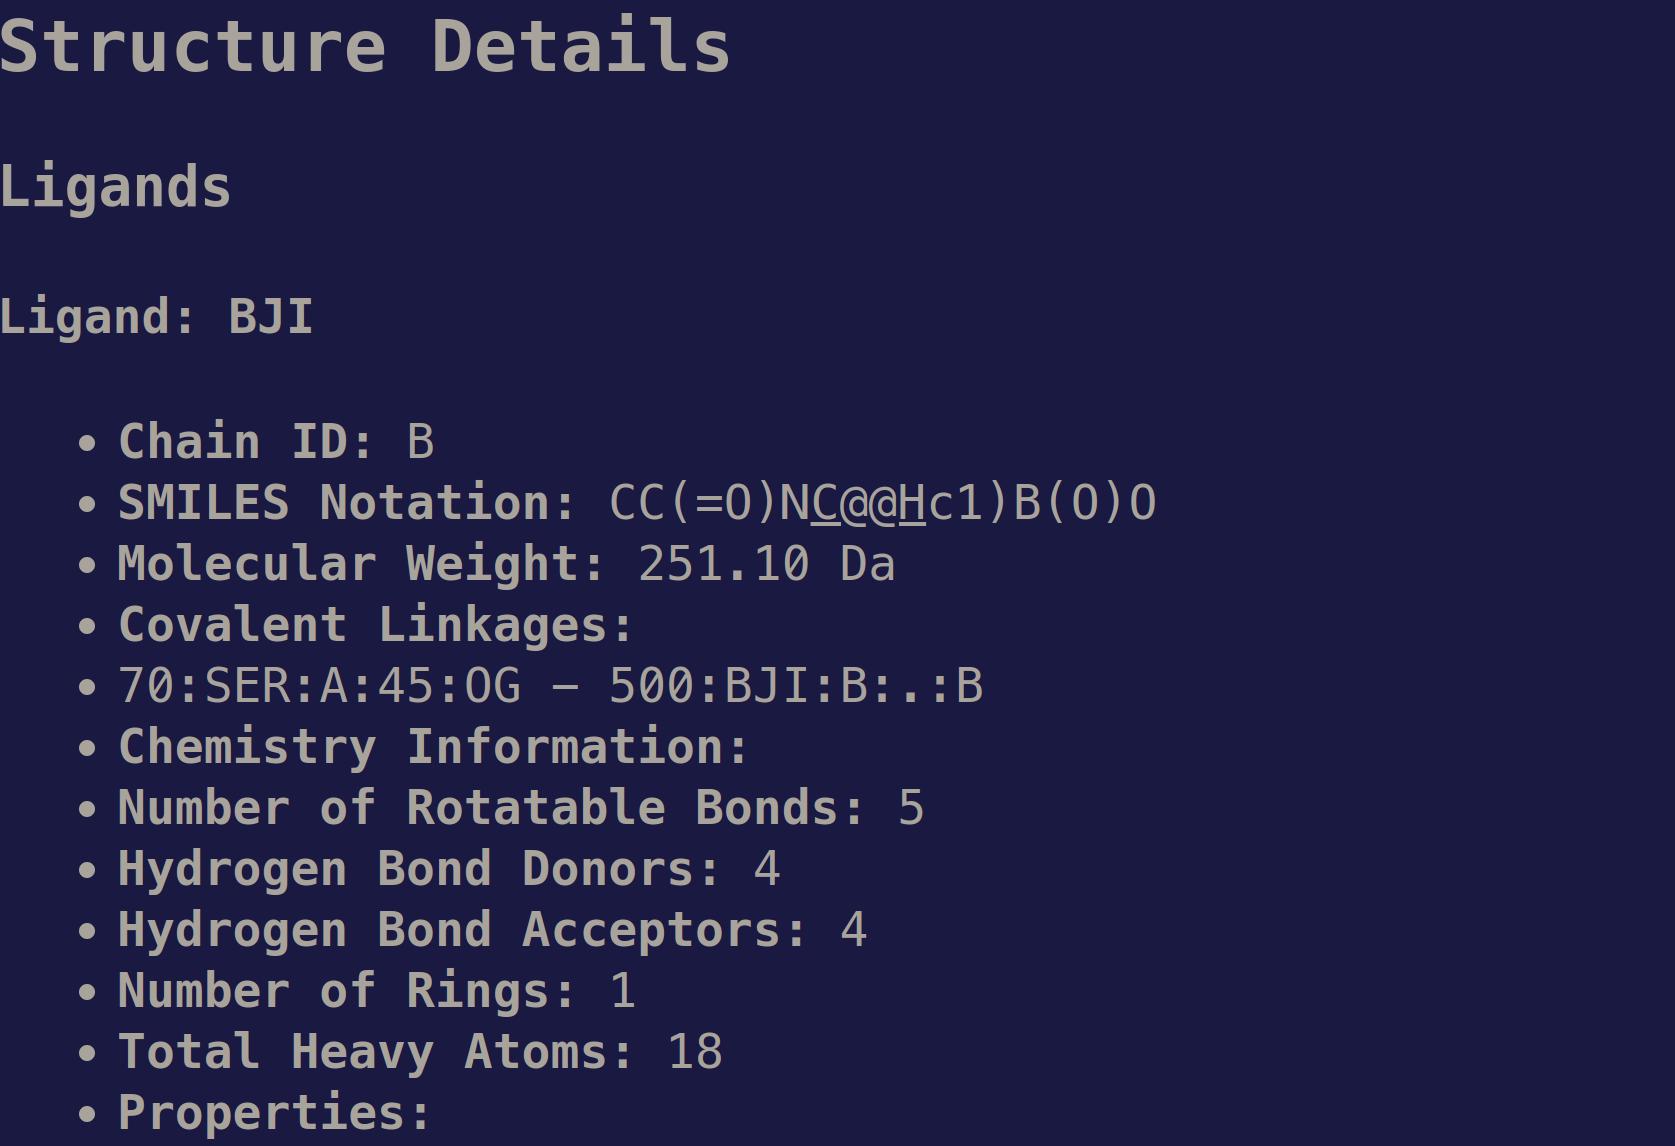 Structure Details
Ligands
Ligand: BJI
• Chain ID: B
• SMILES Notation: CC(=O)NC@@Hc1)B(O)O
• Molecular Weight: 251.10 Da
• Covalent Linkages:
• 70:SER:A:45:OG – 500:BJI:B:.:B
• Chemistry Information:
• Number of Rotatable Bonds: 5
• Hydrogen Bond Donors: 4
• Hydrogen Bond Acceptors: 4
• Number of Rings: 1
• Total Heavy Atoms: 18
• Properties: